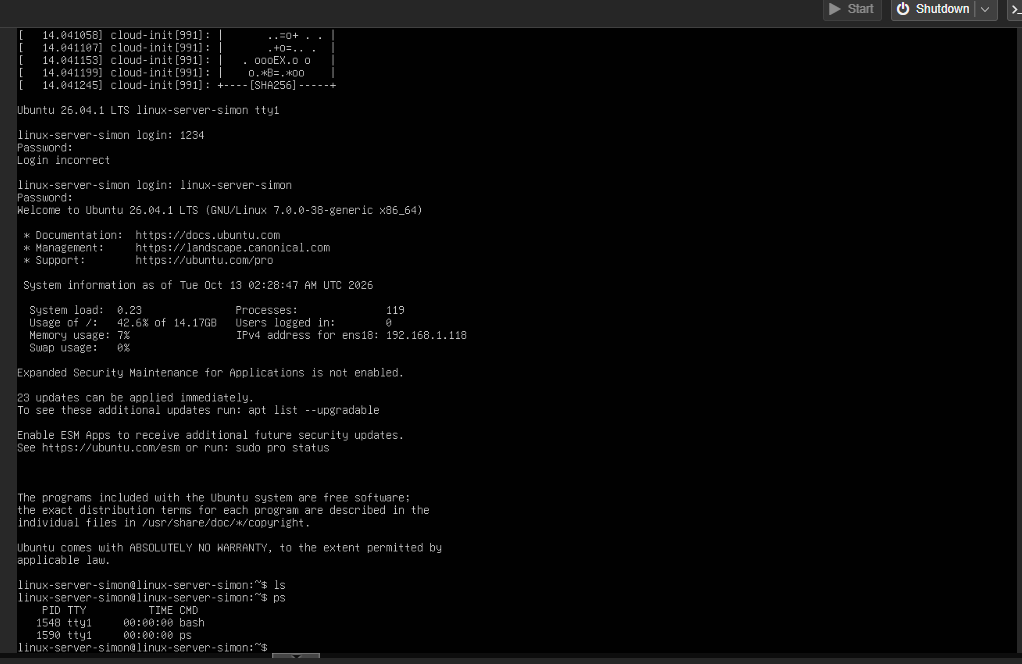 Start
Shutdown
[   14.041058] cloud-init[991]: |      ..=o+ . . |
[   14.041107] cloud-init[991]: |      .+o=.. .  |
[   14.041153] cloud-init[991]: |  . oooEX.o o   |
[   14.041199] cloud-init[991]: |   o.*B=.*oo    |
[   14.041245] cloud-init[991]: +----[SHA256]-----+
Ubuntu 26.04.1 LTS linux-server-simon tty1
linux-server-simon login: 1234
Password:
Login incorrect
linux-server-simon login: linux-server-simon
Password:
Welcome to Ubuntu 26.04.1 LTS (GNU/Linux 7.0.0-38-generic x86_64)
* Documentation:  https://docs.ubuntu.com
* Management:     https://landscape.canonical.com
* Support:        https://ubuntu.com/pro
System information as of Tue Oct 13 02:28:47 AM UTC 2026
System load:  0.23               Processes:              119
Usage of /:   42.6% of 14.17GB   Users logged in:        0
Memory usage: 7%                 IPv4 address for ens18: 192.168.1.118
Swap usage:   0%
Expanded Security Maintenance for Applications is not enabled.
23 updates can be applied immediately.
To see these additional updates run: apt list --upgradable
Enable ESM Apps to receive additional future security updates.
See https://ubuntu.com/esm or run: sudo pro status
The programs included with the Ubuntu system are free software;
the exact distribution terms for each program are described in the
individual files in /usr/share/doc/*/copyright.
Ubuntu comes with ABSOLUTELY NO WARRANTY, to the extent permitted by
applicable law.
linux-server-simon@linux-server-simon:~$ ls
linux-server-simon@linux-server-simon:~$ ps
PID TTY          TIME CMD
1548 tty1     00:00:00 bash
1590 tty1     00:00:00 ps
linux-server-simon@linux-server-simon:~$